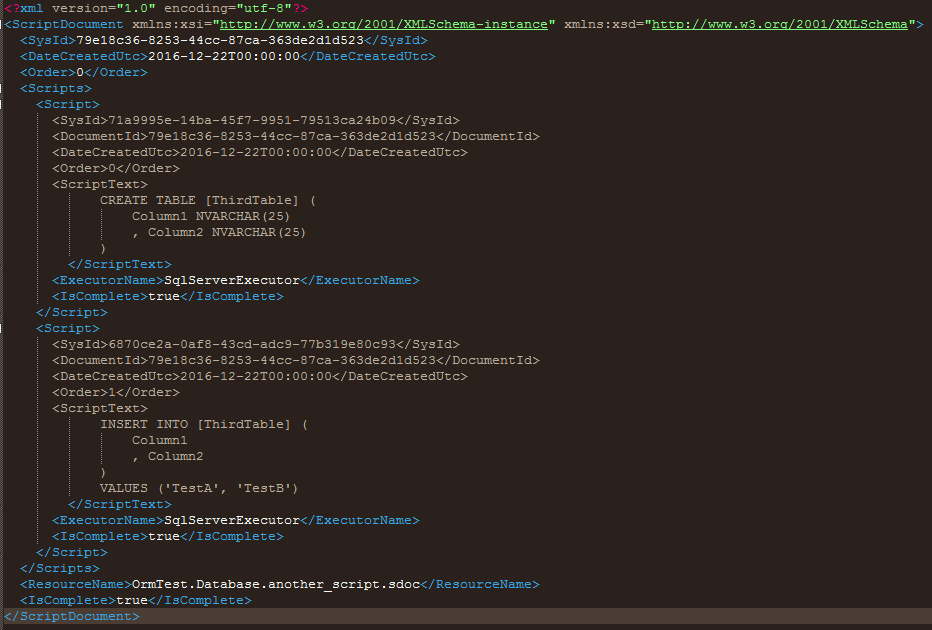 <?xml version="1.0" encoding="utf-8"?>
<ScriptDocument xmlns:xsi="http://www.w3.org/2001/XMLSchema-instance" xmlns:xsd="http://www.w3.org/2001/XMLSchema">
  <SysId>79e18c36-8253-44cc-87ca-363de2d1d523</SysId>
  <DateCreatedUtc>2016-12-22T00:00:00</DateCreatedUtc>
  <Order>0</Order>
  <Scripts>
    <Script>
      <SysId>71a9995e-14ba-45f7-9951-79513ca24b09</SysId>
      <DocumentId>79e18c36-8253-44cc-87ca-363de2d1d523</DocumentId>
      <DateCreatedUtc>2016-12-22T00:00:00</DateCreatedUtc>
      <Order>0</Order>
      <ScriptText>
            CREATE TABLE [ThirdTable] (
                Column1 NVARCHAR(25)
                , Column2 NVARCHAR(25)
            )
        </ScriptText>
      <ExecutorName>SqlServerExecutor</ExecutorName>
      <IsComplete>true</IsComplete>
    </Script>
    <Script>
      <SysId>6870ce2a-0af8-43cd-adc9-77b319e80c93</SysId>
      <DocumentId>79e18c36-8253-44cc-87ca-363de2d1d523</DocumentId>
      <DateCreatedUtc>2016-12-22T00:00:00</DateCreatedUtc>
      <Order>1</Order>
      <ScriptText>
            INSERT INTO [ThirdTable] (
                Column1
                , Column2
            )
            VALUES ('TestA', 'TestB')
        </ScriptText>
      <ExecutorName>SqlServerExecutor</ExecutorName>
      <IsComplete>true</IsComplete>
    </Script>
  </Scripts>
  <ResourceName>OrmTest.Database.another_script.sdoc</ResourceName>
  <IsComplete>true</IsComplete>
</ScriptDocument>